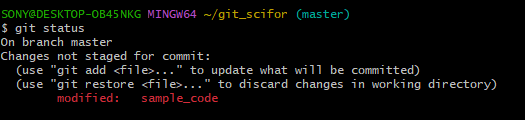 SONY@DESKTOP-OB45NKG MINGW64 ~/git_scifor (master)
$ git status
On branch master
Changes not staged for commit:
  (use "git add <file>..." to update what will be committed)
  (use "git restore <file>..." to discard changes in working directory)
        modified:   sample_code